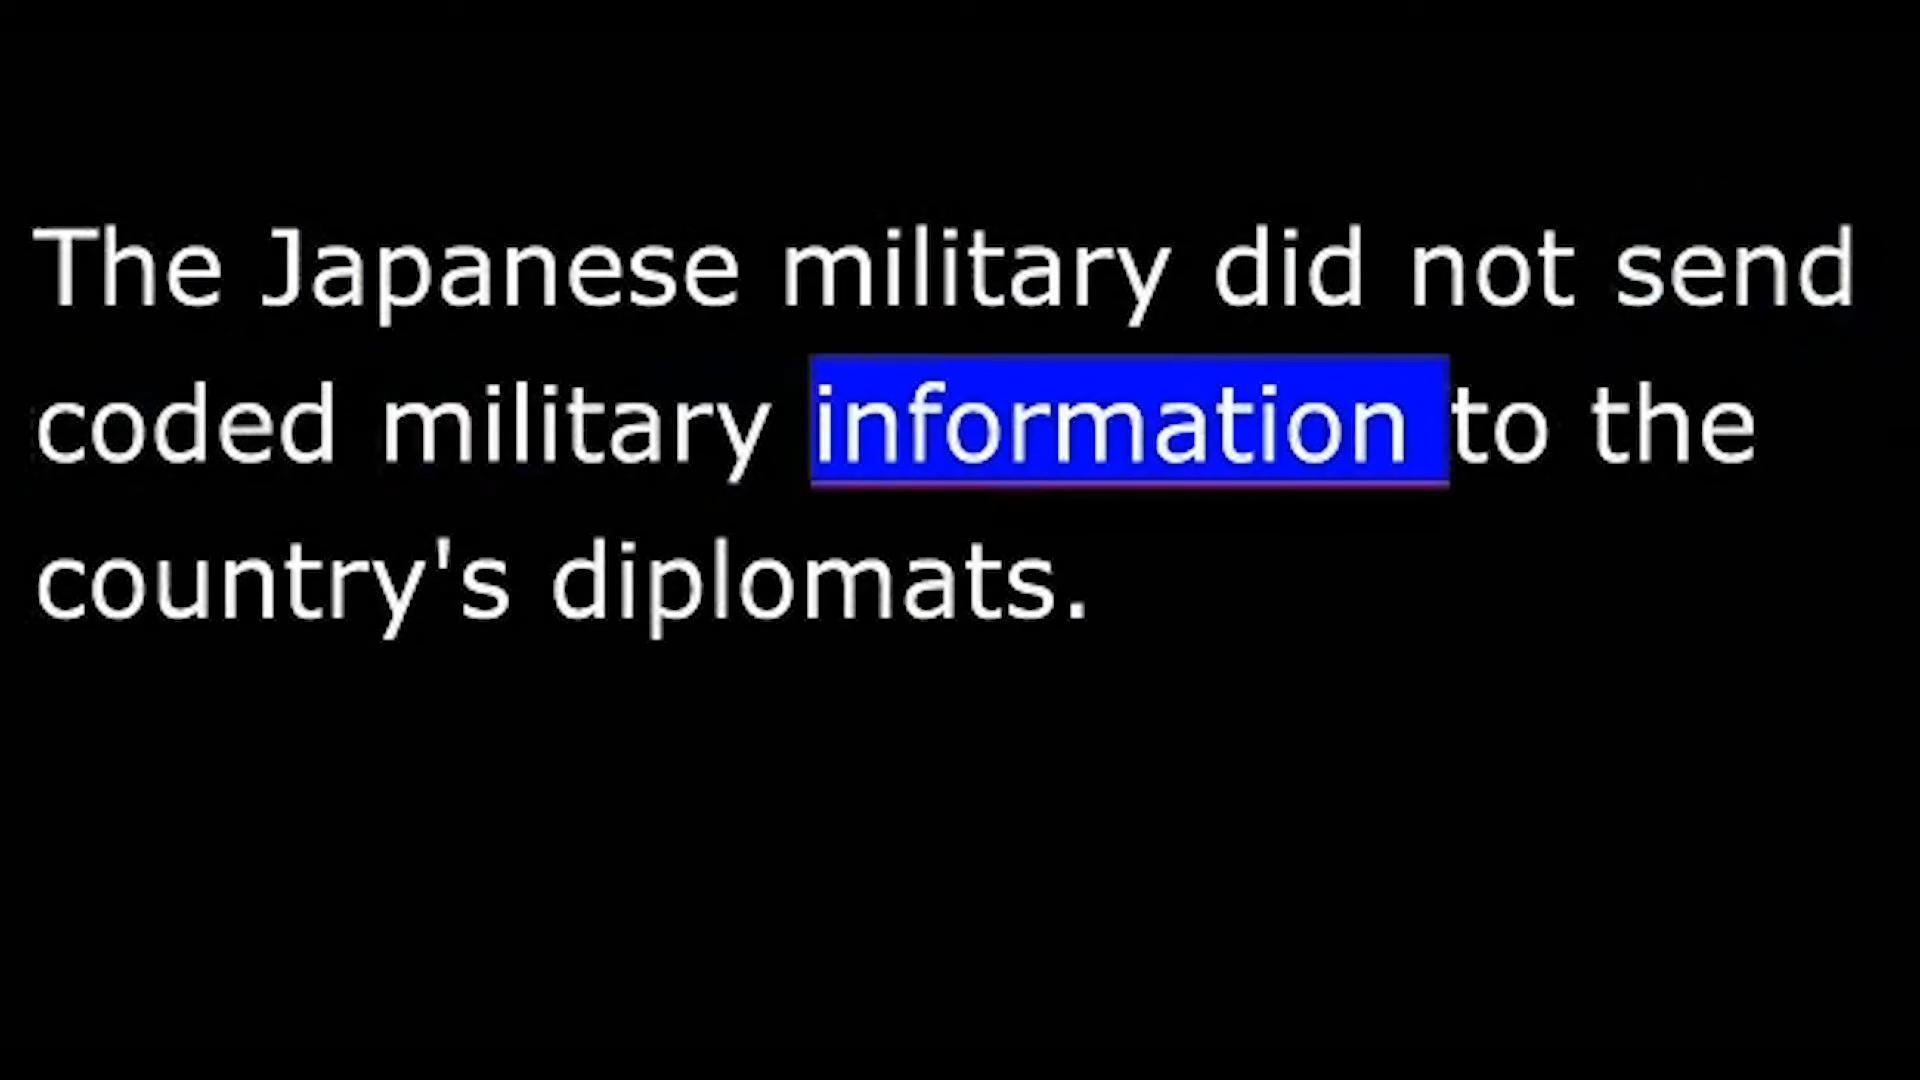 The Japanese military did not send
coded military information to the
country's diplomats.